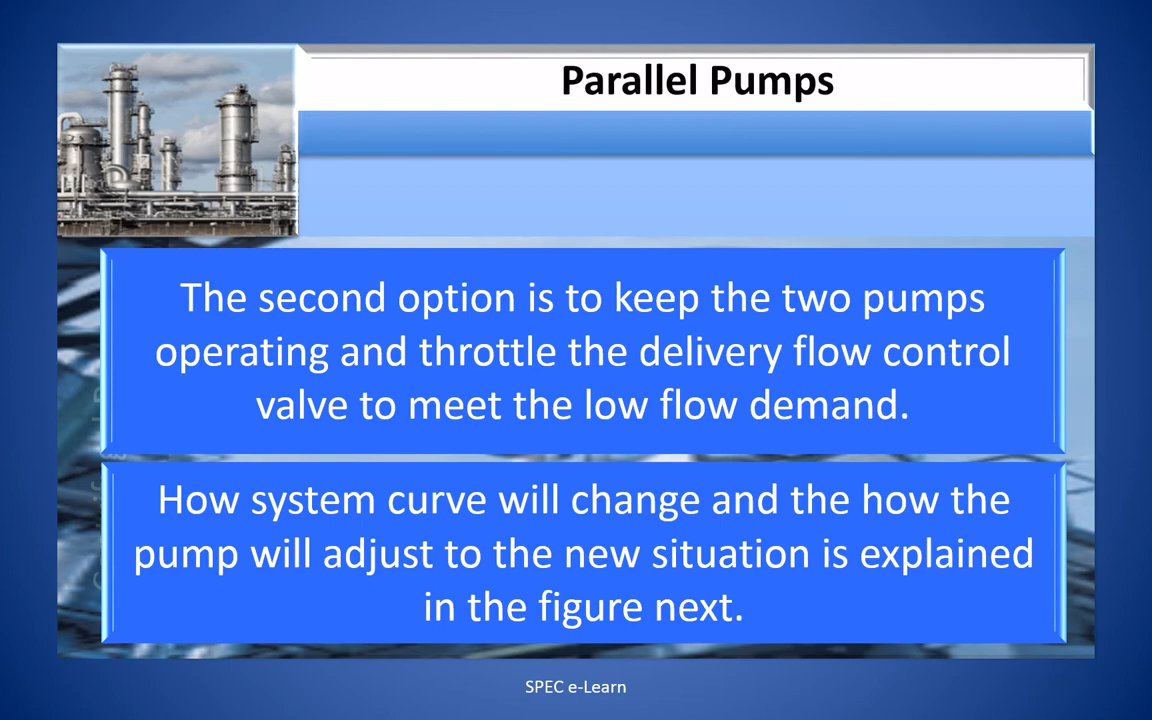 Parallel Pumps
The second option is to keep the two pumps
operating and throttle the delivery flow control
valve to meet the low flow demand.
How system curve will change and the how the
pump will adjust to the new situation is explained
in the figure next.
SPEC e-Learn